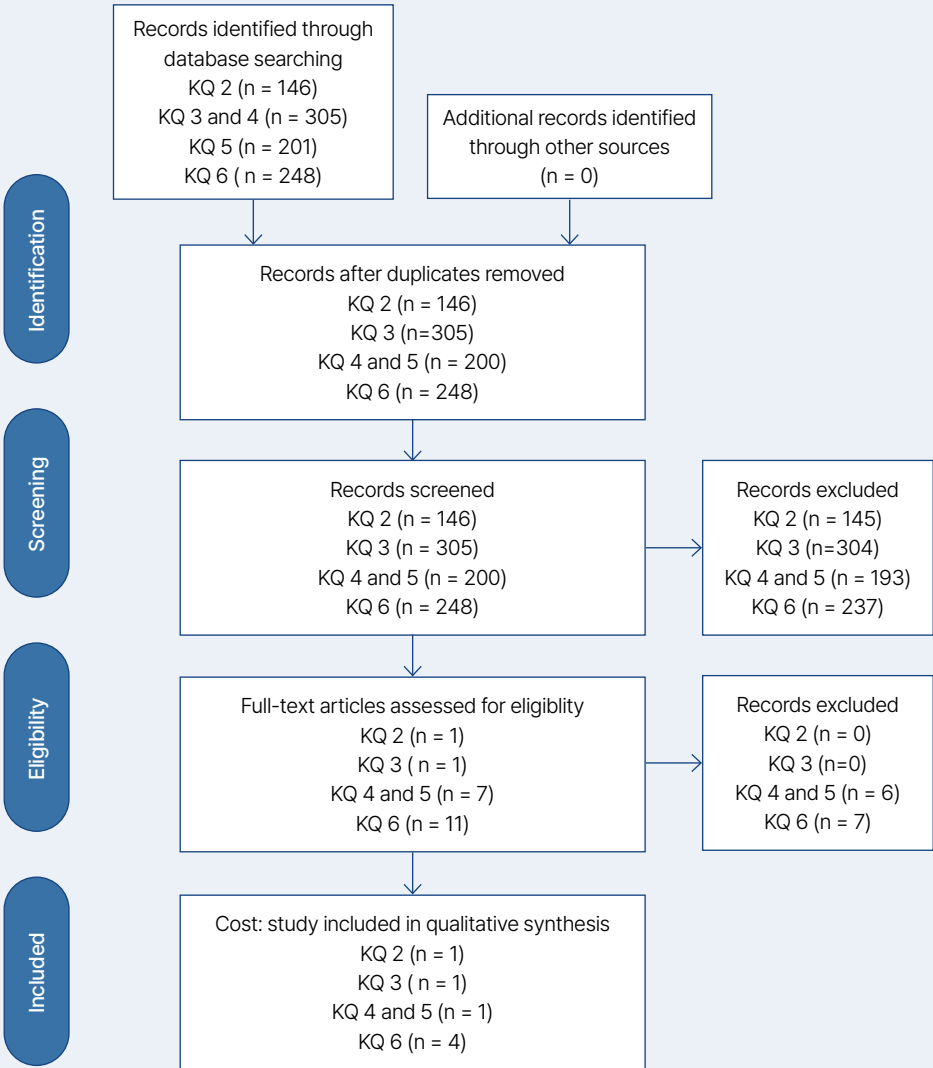 Records identified through
database searching
KQ 2 (n = 146)
KQ 3 and 4 (n = 305)
KQ 5 (n = 201)
KQ 6 ( n = 248)
Additional records identified
through other sources
(n = 0)
Identification
Records after duplicates removed
KQ 2 (n = 146)
KQ 3 (n=305)
KQ 4 and 5 (n = 200)
KQ 6 (n = 248)
Screening
Records screened
KQ 2 (n = 146)
KQ 3 (n = 305)
KQ 4 and 5 (n = 200)
KQ 6 (n = 248)
Records excluded
KQ 2 (n = 145)
KQ 3 (n=304)
KQ 4 and 5 (n = 193)
KQ 6 (n = 237)
Eligibility
Full-text articles assessed for eligiblity
KQ 2 (n = 1)
KQ 3 ( n = 1)
KQ 4 and 5 (n = 7)
KQ 6 (n = 11)
Records excluded
KQ 2 (n = 0)
KQ 3 (n=0)
KQ 4 and 5 (n = 6)
KQ 6 (n = 7)
Included
Cost: study included in qualitative synthesis
KQ 2 (n = 1)
KQ 3 ( n = 1)
KQ 4 and 5 (n = 1)
KQ 6 (n = 4)